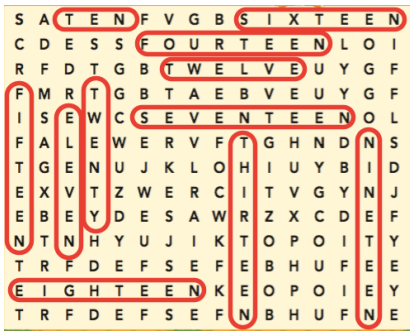 S A T E N F V G B S I X T E E N
C D E S S F O U R T E E N L O I
R F D T G B T W E L V E U Y G F
F M R T G B T A E B V E U Y G F
I S E W C S E V E N T E E N O L
F A L E W E R V F T G H N D N S
T G E N U J K L O H I U Y B I D
E X V T Z W E R C I T V G Y N J
E B E Y D E S A W R Z X C D E F
N T N H Y U J I K T O P O I T Y
T R F D E F S E F E B H U F E E
E I G H T E E N K E O P O I E Y
T R F D E F S E F N B H U F N E